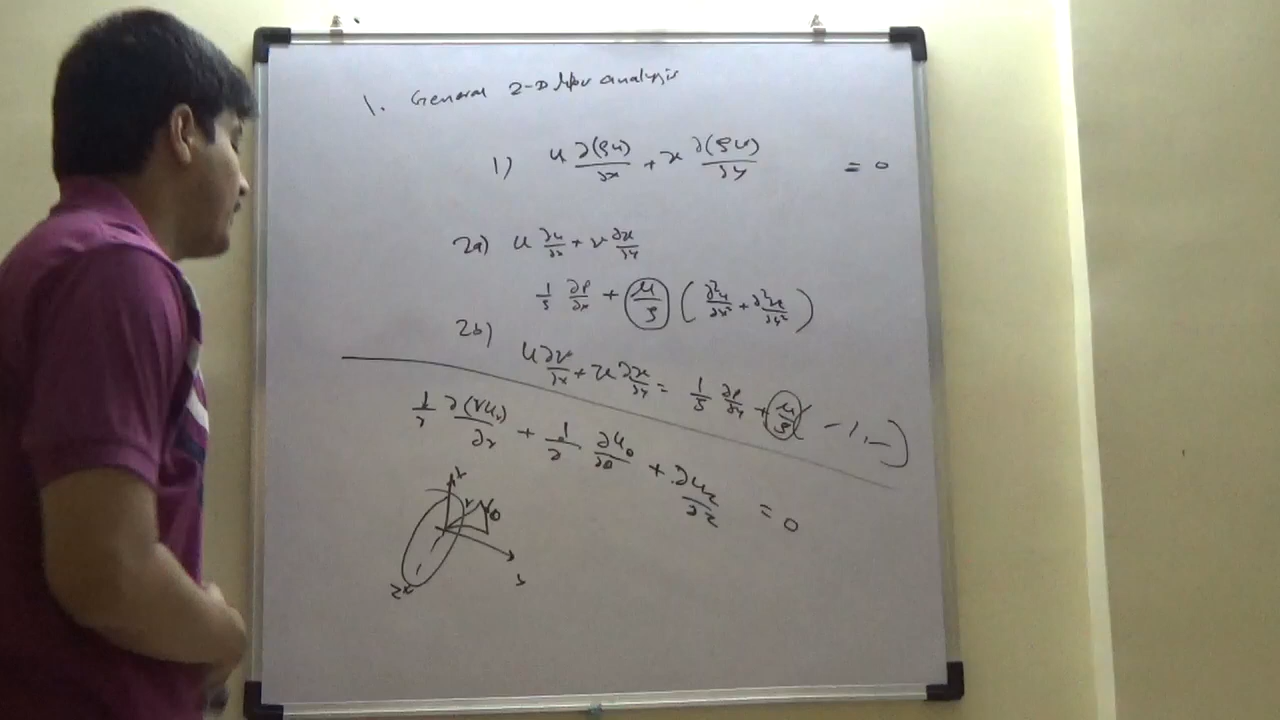 1. General 2-D flow analysis
1) u ∂(ρu)/∂x + v ∂(ρv)/∂y = 0
2a) u ∂u/∂x + v ∂u/∂y
1/ρ ∂P/∂x + μ/ρ ( ∂²u/∂x² + ∂²u/∂y² )
2b)
u ∂v/∂x + v ∂v/∂y = 1/ρ ∂P/∂y + μ/ρ ( - , , - )
1/r ∂(r u_r)/∂r + 1/r ∂u_θ/∂θ + ∂u_z/∂z = 0
r
θ
z